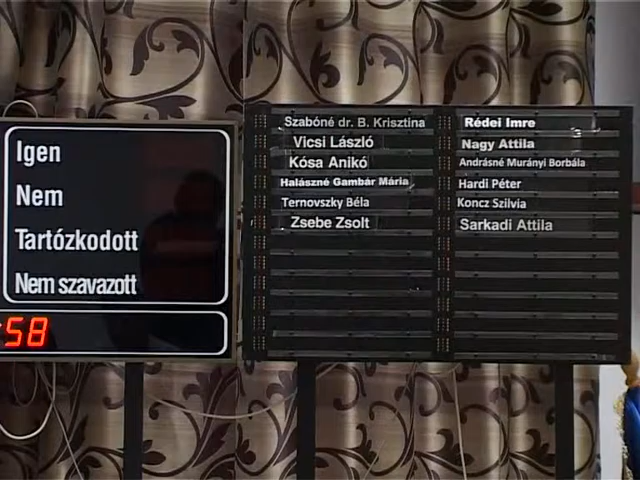 Igen
Nem
Tartózkodott
Nem szavazott
:58
Szabóné dr. B. Krisztina
Vicsi László
Kósa Anikó
Halászné Gambár Mária
Ternovszky Béla
Zsebe Zsolt
Rédei Imre
Nagy Attila
Andrásné Murányi Borbála
Hardi Péter
Koncz Szilvia
Sarkadi Attila